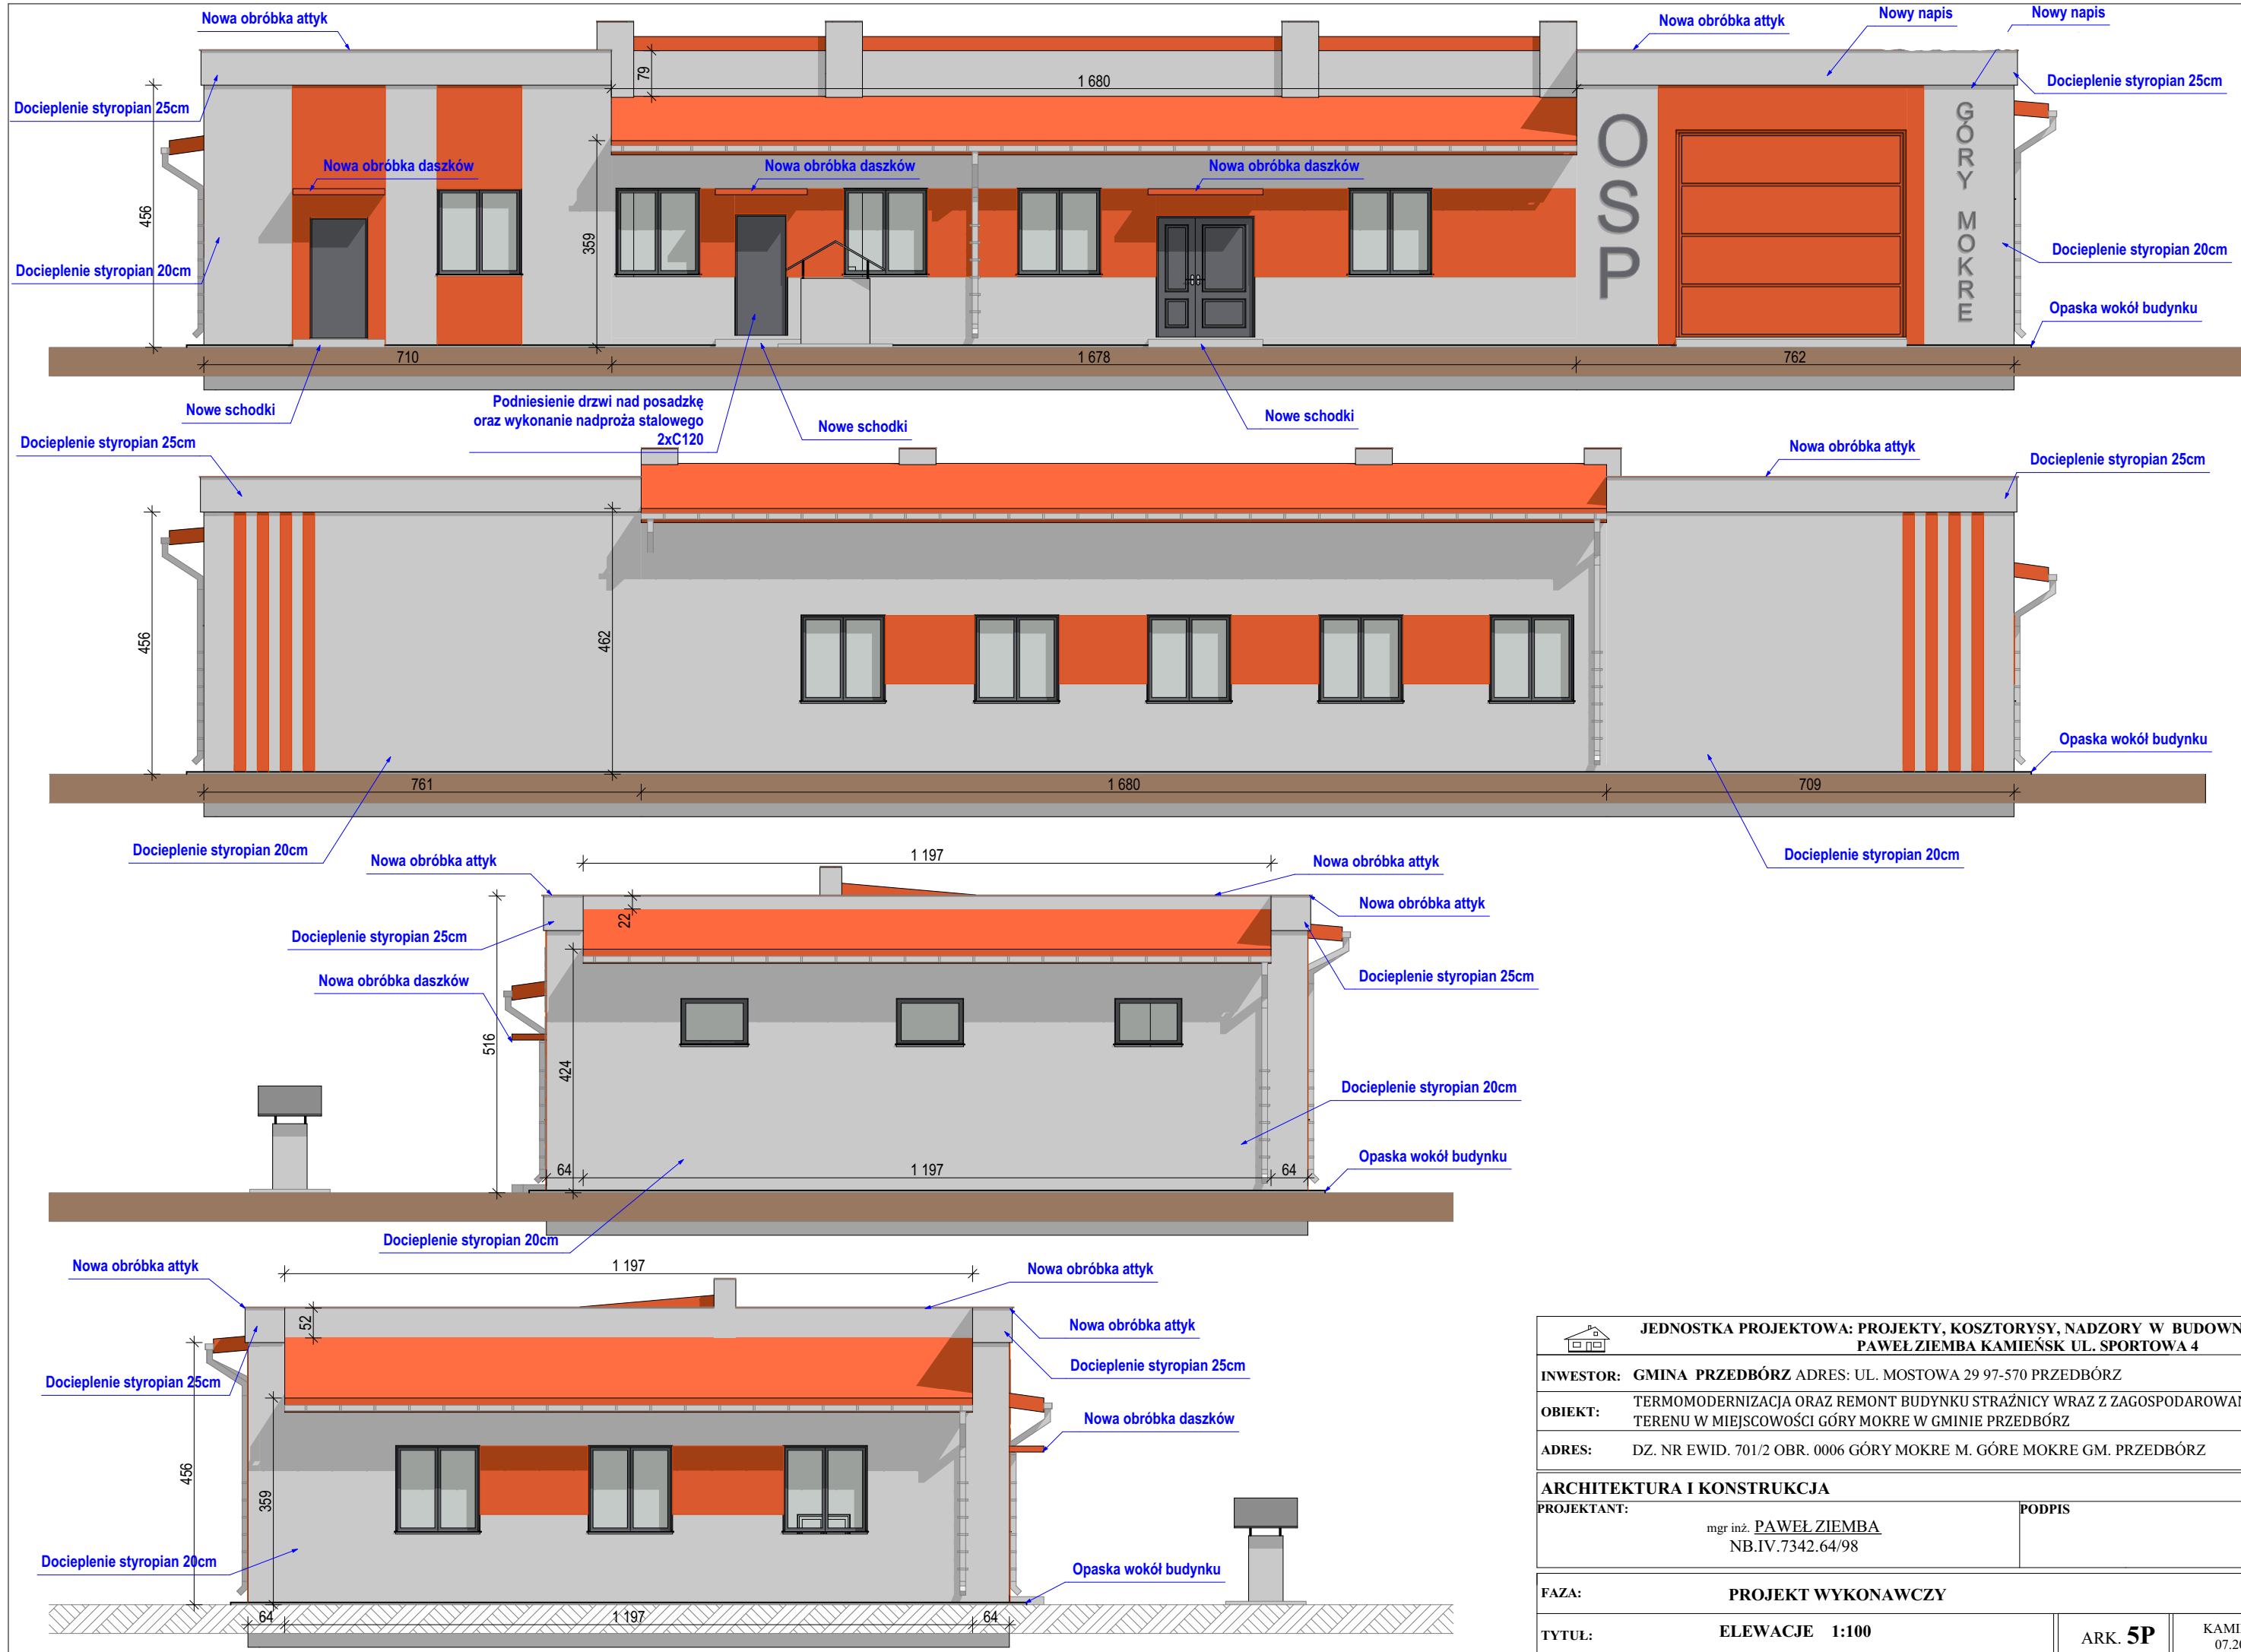 Nowa obróbka attyk
Nowa obróbka attyk
Nowy napis
Nowy napis
Docieplenie styropian 25cm
79
1 680
Docieplenie styropian 25cm
OSP
GÓRY MOKRE
Nowa obróbka daszków
Nowa obróbka daszków
Nowa obróbka daszków
456
359
Docieplenie styropian 20cm
Docieplenie styropian 20cm
Opaska wokół budynku
710
1 678
762
Nowe schodki
Podniesienie drzwi nad posadzkę
oraz wykonanie nadproża stalowego
2xC120
Nowe schodki
Nowe schodki
Docieplenie styropian 25cm
Nowa obróbka attyk
Docieplenie styropian 25cm
456
462
Opaska wokół budynku
761
1 680
709
Docieplenie styropian 20cm
Docieplenie styropian 20cm
Nowa obróbka attyk
1 197
Nowa obróbka attyk
Nowa obróbka attyk
22
Docieplenie styropian 25cm
Nowa obróbka daszków
Docieplenie styropian 25cm
516
424
Docieplenie styropian 20cm
Opaska wokół budynku
64
1 197
64
Docieplenie styropian 20cm
Nowa obróbka attyk
1 197
Nowa obróbka attyk
52
Nowa obróbka attyk
Docieplenie styropian 25cm
Docieplenie styropian 25cm
Nowa obróbka daszków
456
359
Docieplenie styropian 20cm
Opaska wokół budynku
64
1 197
64
JEDNOSTKA PROJEKTOWA: PROJEKTY, KOSZTORYSY, NADZORY W BUDOWN
PAWEŁ ZIEMBA KAMIEŃSK UL. SPORTOWA 4
INWESTOR: GMINA PRZEDBÓRZ ADRES: UL. MOSTOWA 29 97-570 PRZEDBÓRZ
OBIEKT: TERMOMODERNIZACJA ORAZ REMONT BUDYNKU STRAŻNICY WRAZ Z ZAGOSPODAROWAN
TERENU W MIEJSCOWOŚCI GÓRY MOKRE W GMINIE PRZEDBÓRZ
ADRES: DZ. NR EWID. 701/2 OBR. 0006 GÓRY MOKRE M. GÓRE MOKRE GM. PRZEDBÓRZ
ARCHITEKTURA I KONSTRUKCJA
PROJEKTANT:
PODPIS
mgr inż. PAWEŁ ZIEMBA
NB.IV.7342.64/98
FAZA: PROJEKT WYKONAWCZY
TYTUŁ: ELEWACJE 1:100
ARK. 5P
KAMI
07.20